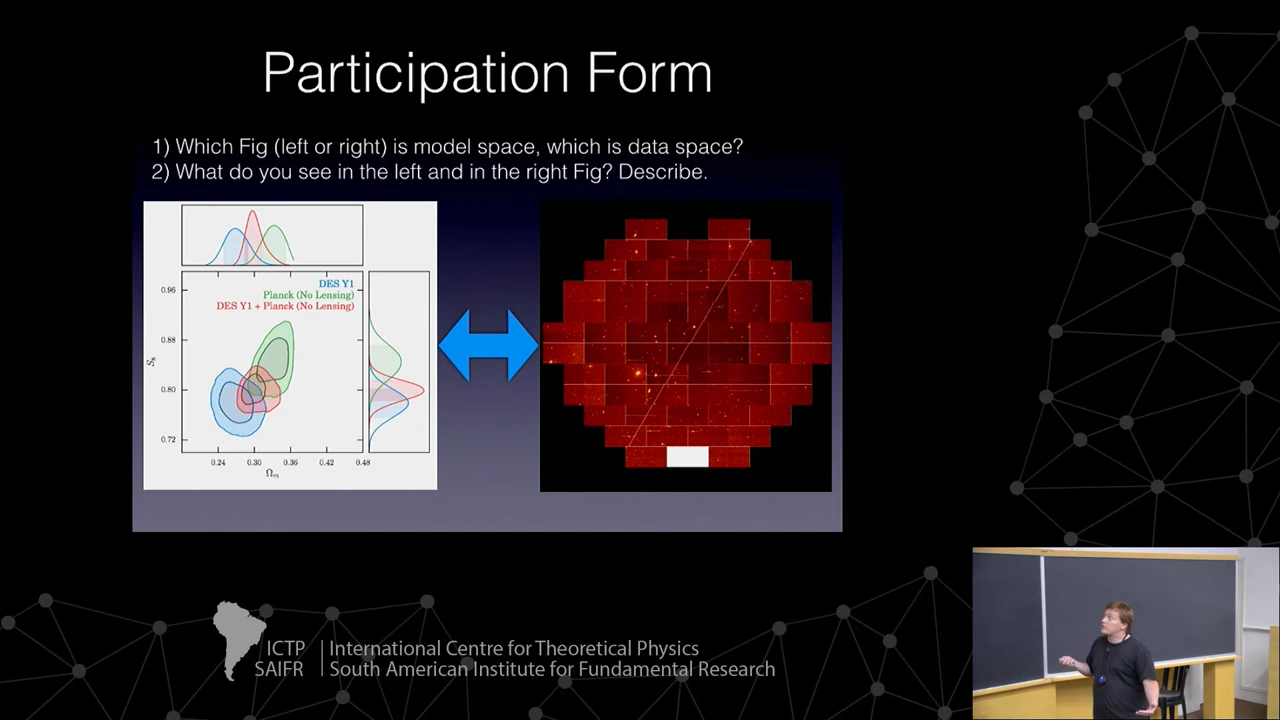 Participation Form
1) Which Fig (left or right) is model space, which is data space?
2) What do you see in the left and in the right Fig? Describe.
DES Y1
Planck (No Lensing)
DES Y1 + Planck (No Lensing)
0.96
0.88
0.80
0.72
S₈
0.24 0.30 0.36 0.42 0.48
Ωₘ
ICTP
SAIFR
International Centre for Theoretical Physics
South American Institute for Fundamental Research